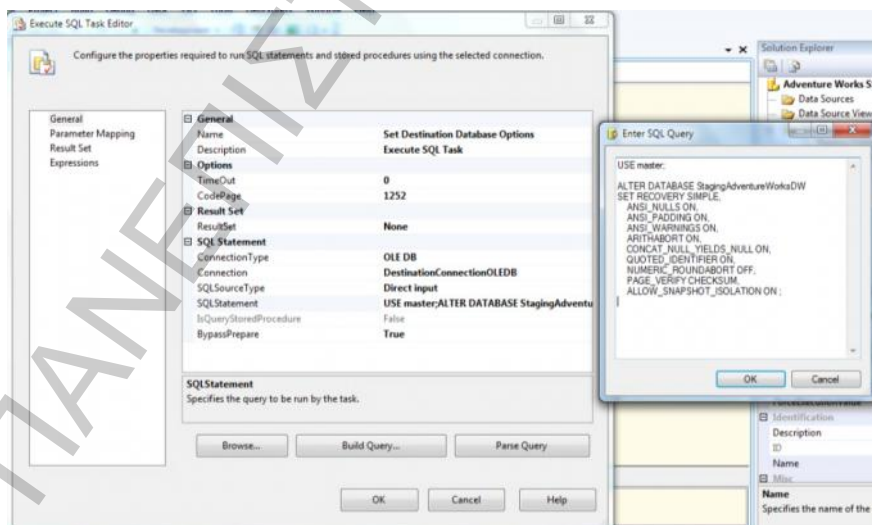 Execute SQL Task Editor
Configure the properties required to run SQL statements and stored procedures using the selected connection.
General
Parameter Mapping
Result Set
Expressions
General
Name Set Destination Database Options
Description Execute SQL Task
Options
TimeOut 0
CodePage 1252
Result Set
ResultSet None
SQL Statement
ConnectionType OLE DB
Connection DestinationConnectionOLEDB
SQLSourceType Direct input
SQLStatement USE master;ALTER DATABASE StagingAdventu
IsQueryStoredProcedure False
BypassPrepare True
SQLStatement
Specifies the query to be run by the task.
Browse... Build Query... Parse Query
OK Cancel Help
Solution Explorer
Adventure Works S
Data Sources
Data Source View
Enter SQL Query
USE master;
ALTER DATABASE StagingAdventureWorksDW
SET RECOVERY SIMPLE,
ANSI_NULLS ON,
ANSI_PADDING ON,
ANSI_WARNINGS ON,
ARITHABORT ON,
CONCAT_NULL_YIELDS_NULL ON,
QUOTED_IDENTIFIER ON,
NUMERIC_ROUNDABORT OFF,
PAGE_VERIFY CHECKSUM,
ALLOW_SNAPSHOT_ISOLATION ON ;
OK Cancel
Identification
Description
ID
Name
Misc
Name
Specifies the name of the
ΠΑΝΕΠΙΣΤ